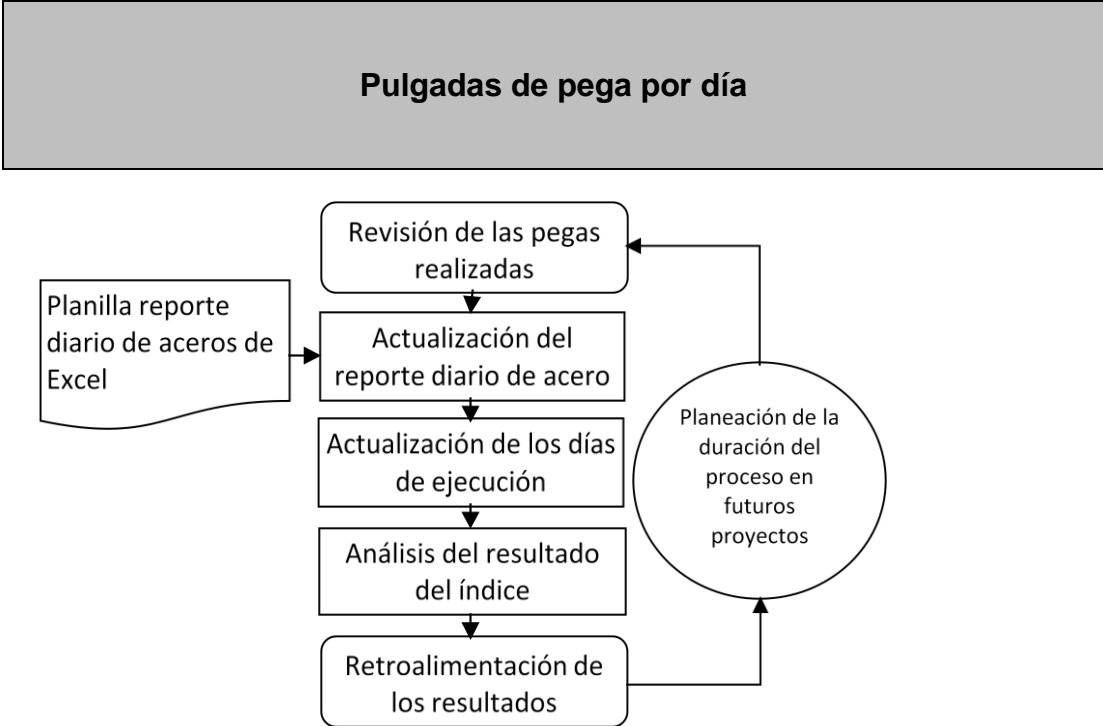 Pulgadas de pega por día
Revisión de las pegas
realizadas
Planilla reporte
diario de aceros de
Excel
Actualización del
reporte diario de acero
Actualización de los días
de ejecución
Análisis del resultado
del índice
Retroalimentación de
los resultados
Planeación de la
duración del
proceso en
futuros
proyectos